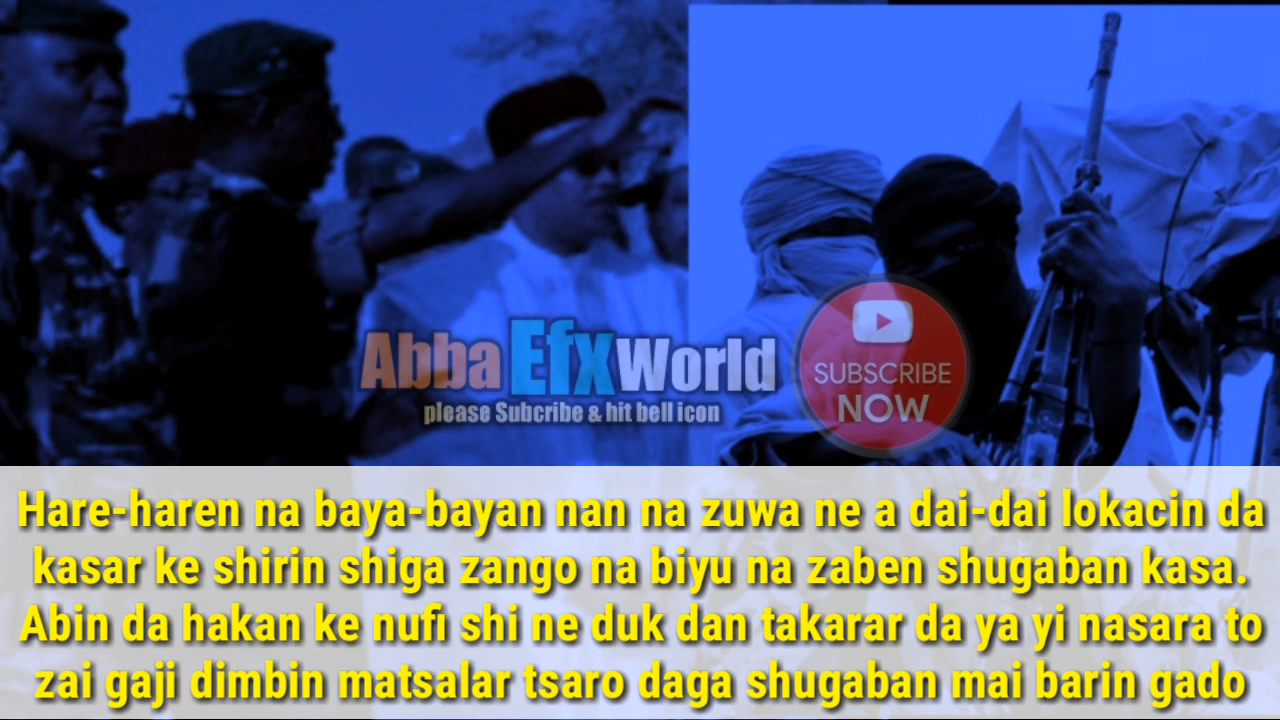 Abba Efx World
please Subcribe & hit bell icon
SUBSCRIBE
NOW
Hare-haren na baya-bayan nan na zuwa ne a dai-dai lokacin da
kasar ke shirin shiga zango na biyu na zaben shugaban kasa.
Abin da hakan ke nufi shi ne duk dan takarar da ya yi nasara to
zai gaji dimbin matsalar tsaro daga shugaban mai barin gado